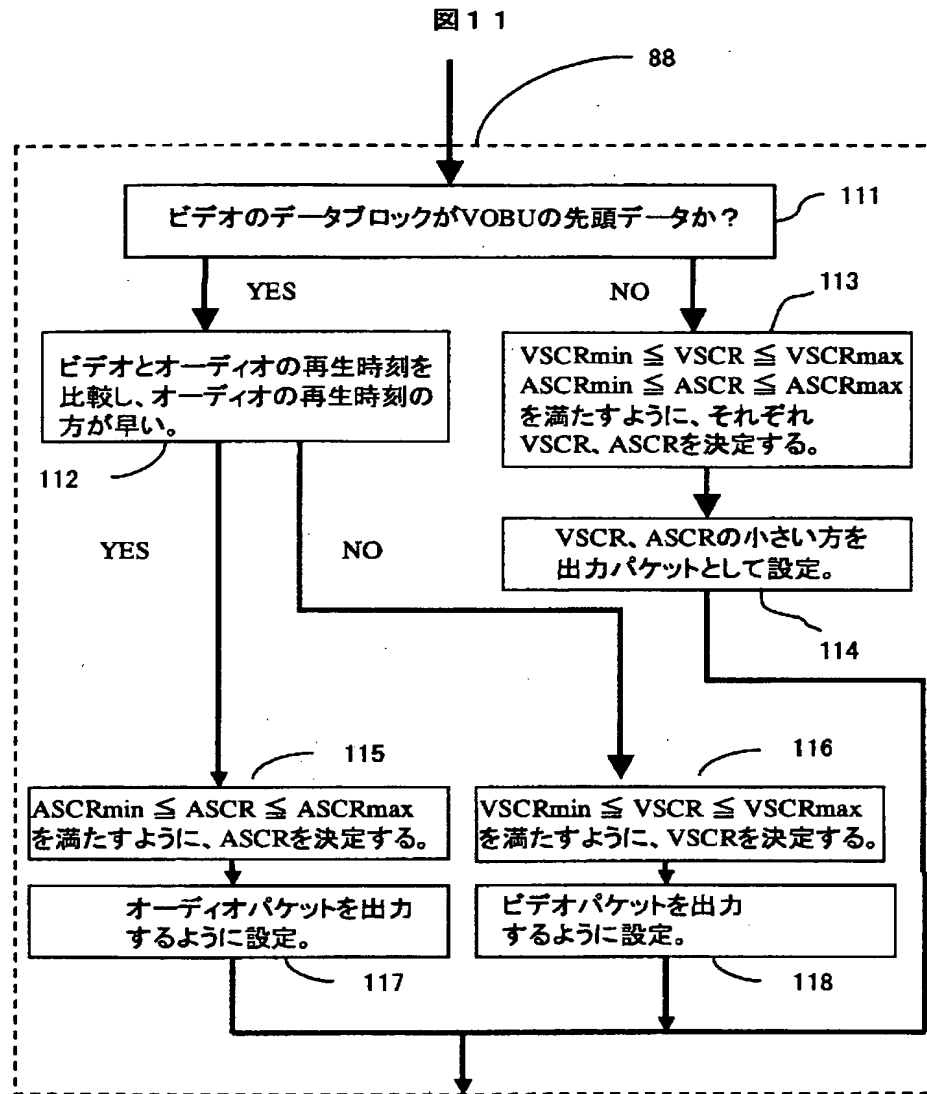 図11
88
ビデオのデータブロックがVOBUの先頭データか?
111
YES
NO
113
ビデオとオーディオの再生時刻を
比較し、オーディオの再生時刻の
方が早い。
112
VSCRmin ≦ VSCR ≦ VSCRmax
ASCRmin ≦ ASCR ≦ ASCRmax
を満たすように、それぞれ
VSCR、ASCRを決定する。
YES
NO
VSCR、ASCRの小さい方を
出力パケットとして設定。
114
115
116
ASCRmin ≦ ASCR ≦ ASCRmax
を満たすように、ASCRを決定する。
VSCRmin ≦ VSCR ≦ VSCRmax
を満たすように、VSCRを決定する。
オーディオパケットを出力
するように設定。
117
ビデオパケットを出力
するように設定。
118